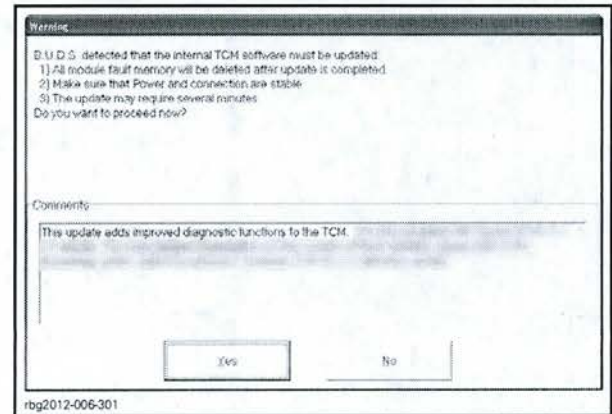 Warning
B.U.D.S. detected that the internal TCM software must be updated.
1) All module fault memory will be deleted after update is completed
2) Make sure that Power and connection are stable
3) The update may require several minutes
Do you want to proceed now?
Comments
This update adds improved diagnostic functions to the TCM.
Yes
No
rbg2012-006-301